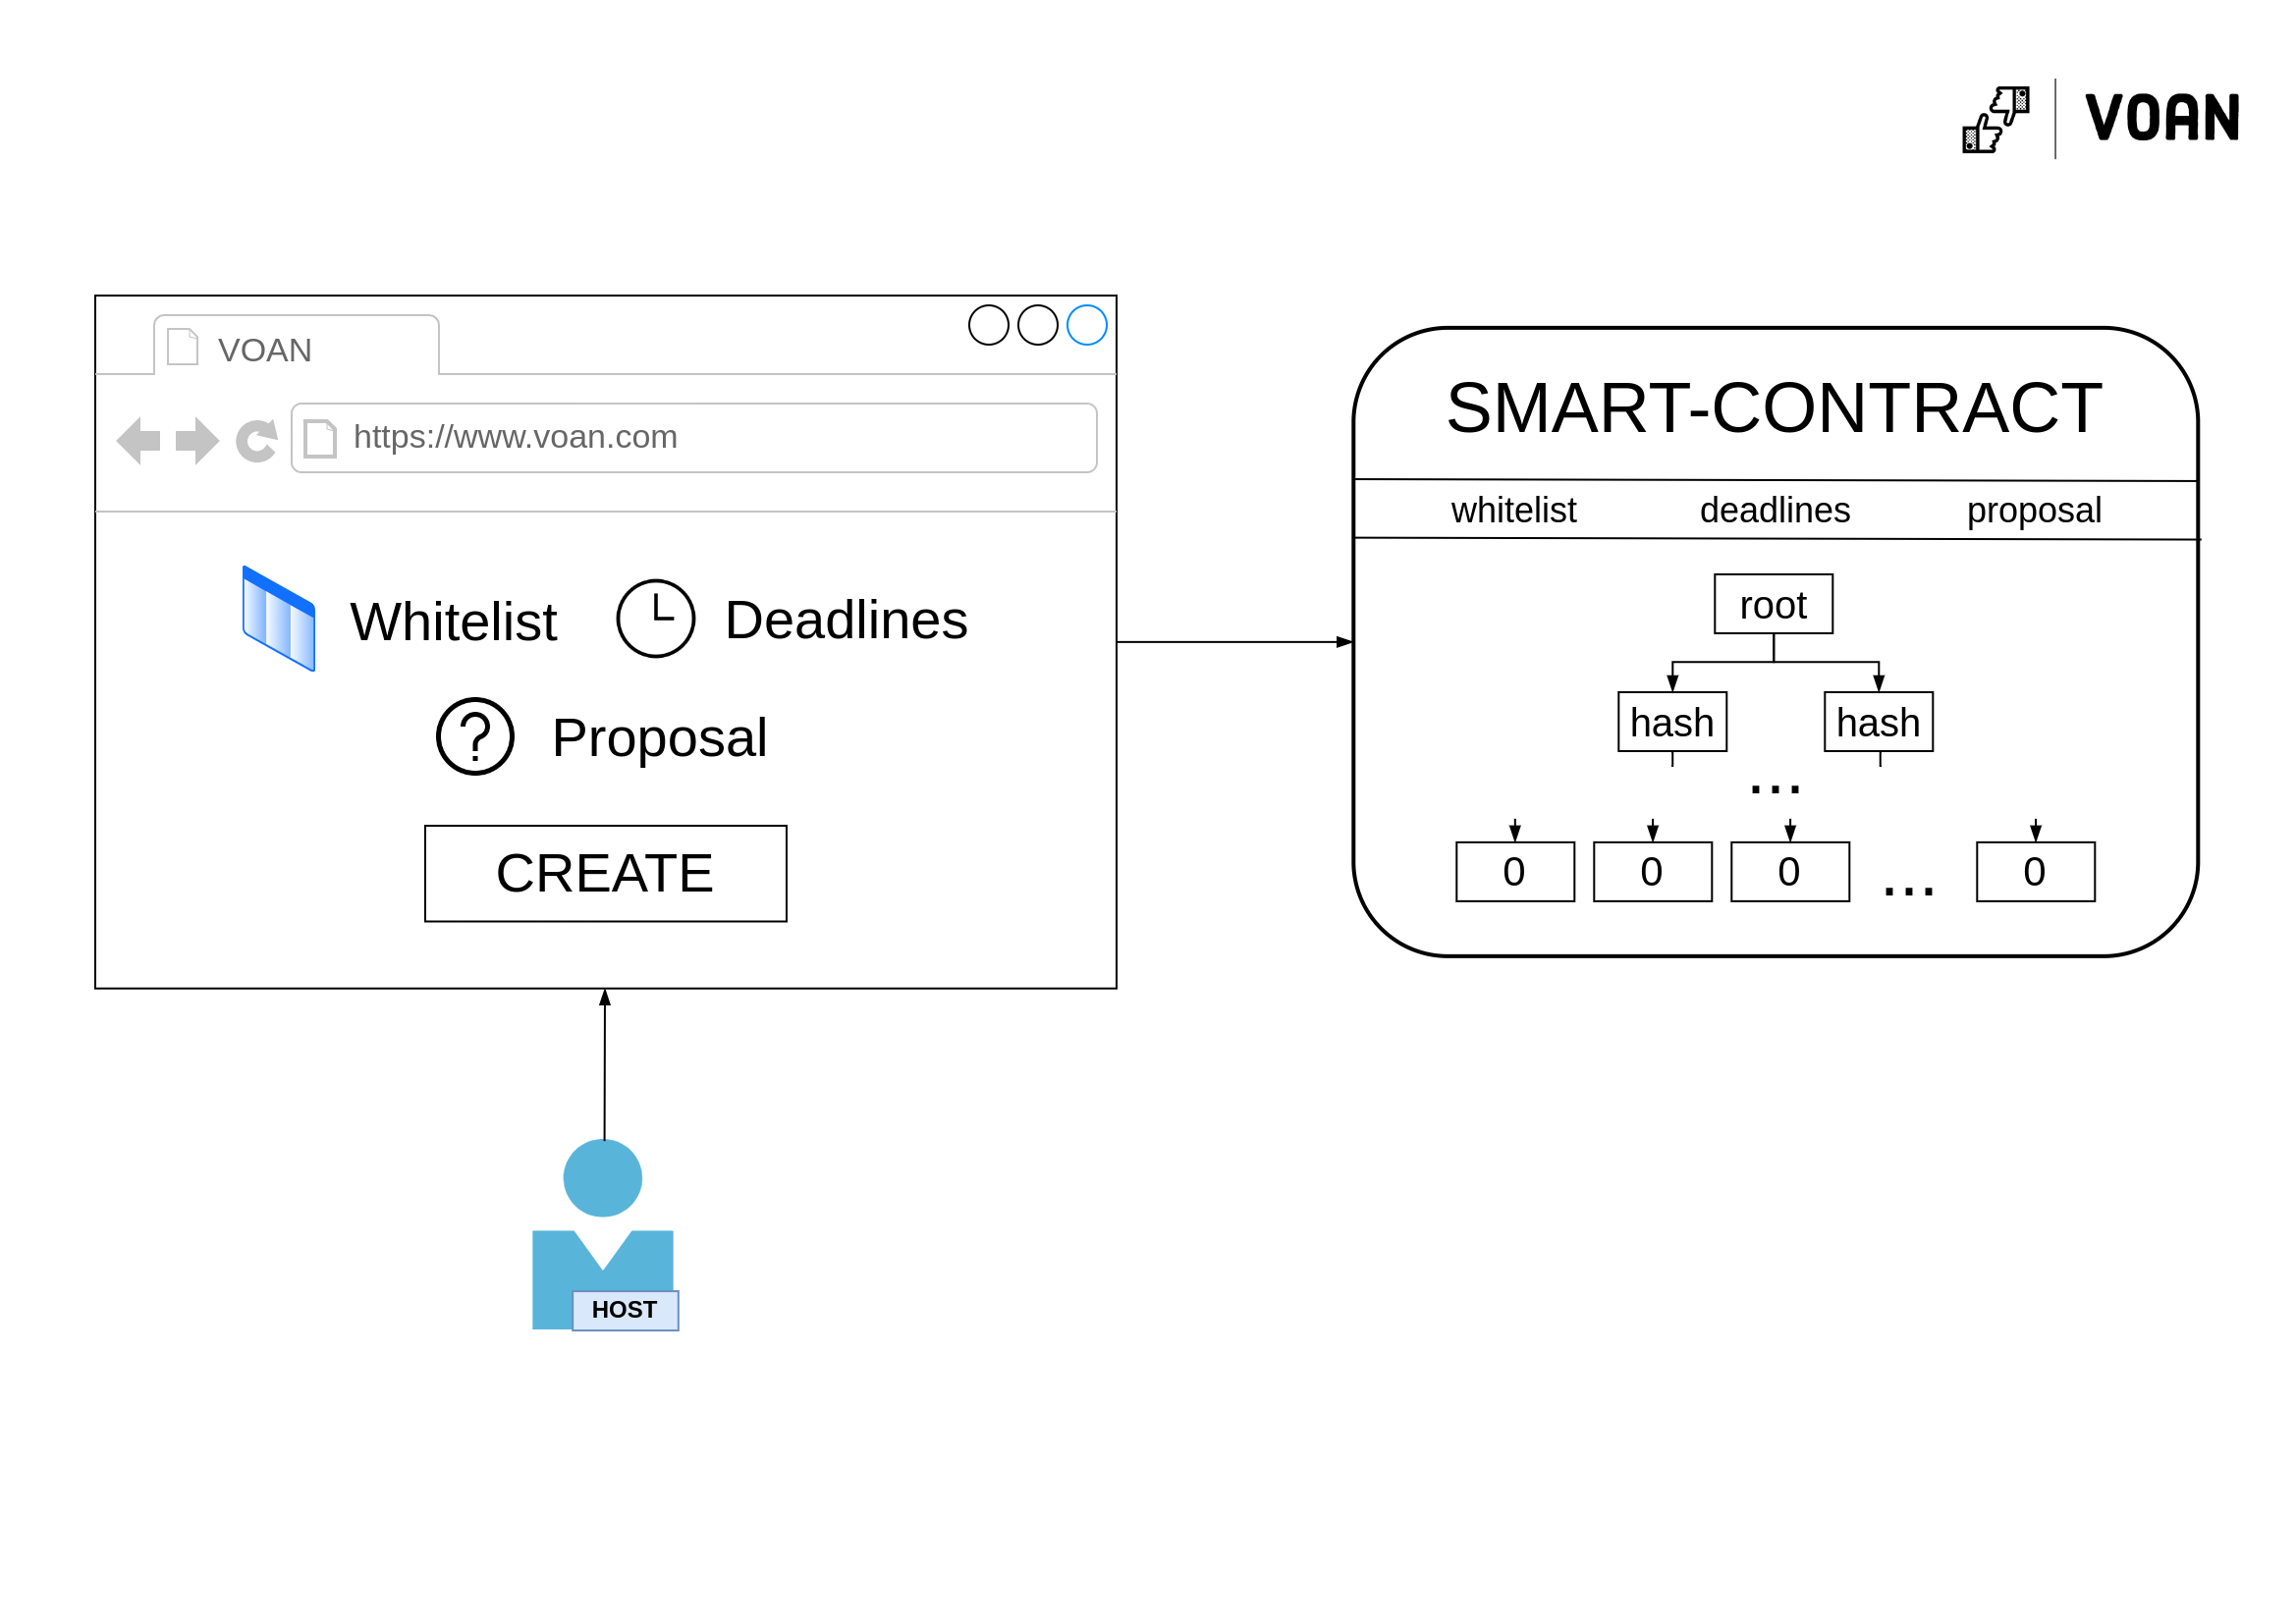 VOAN
VOAN
https://www.voan.com
Whitelist
Deadlines
Proposal
CREATE
HOST
SMART-CONTRACT
whitelist deadlines proposal
root
hash hash
...
0 0 0 ... 0